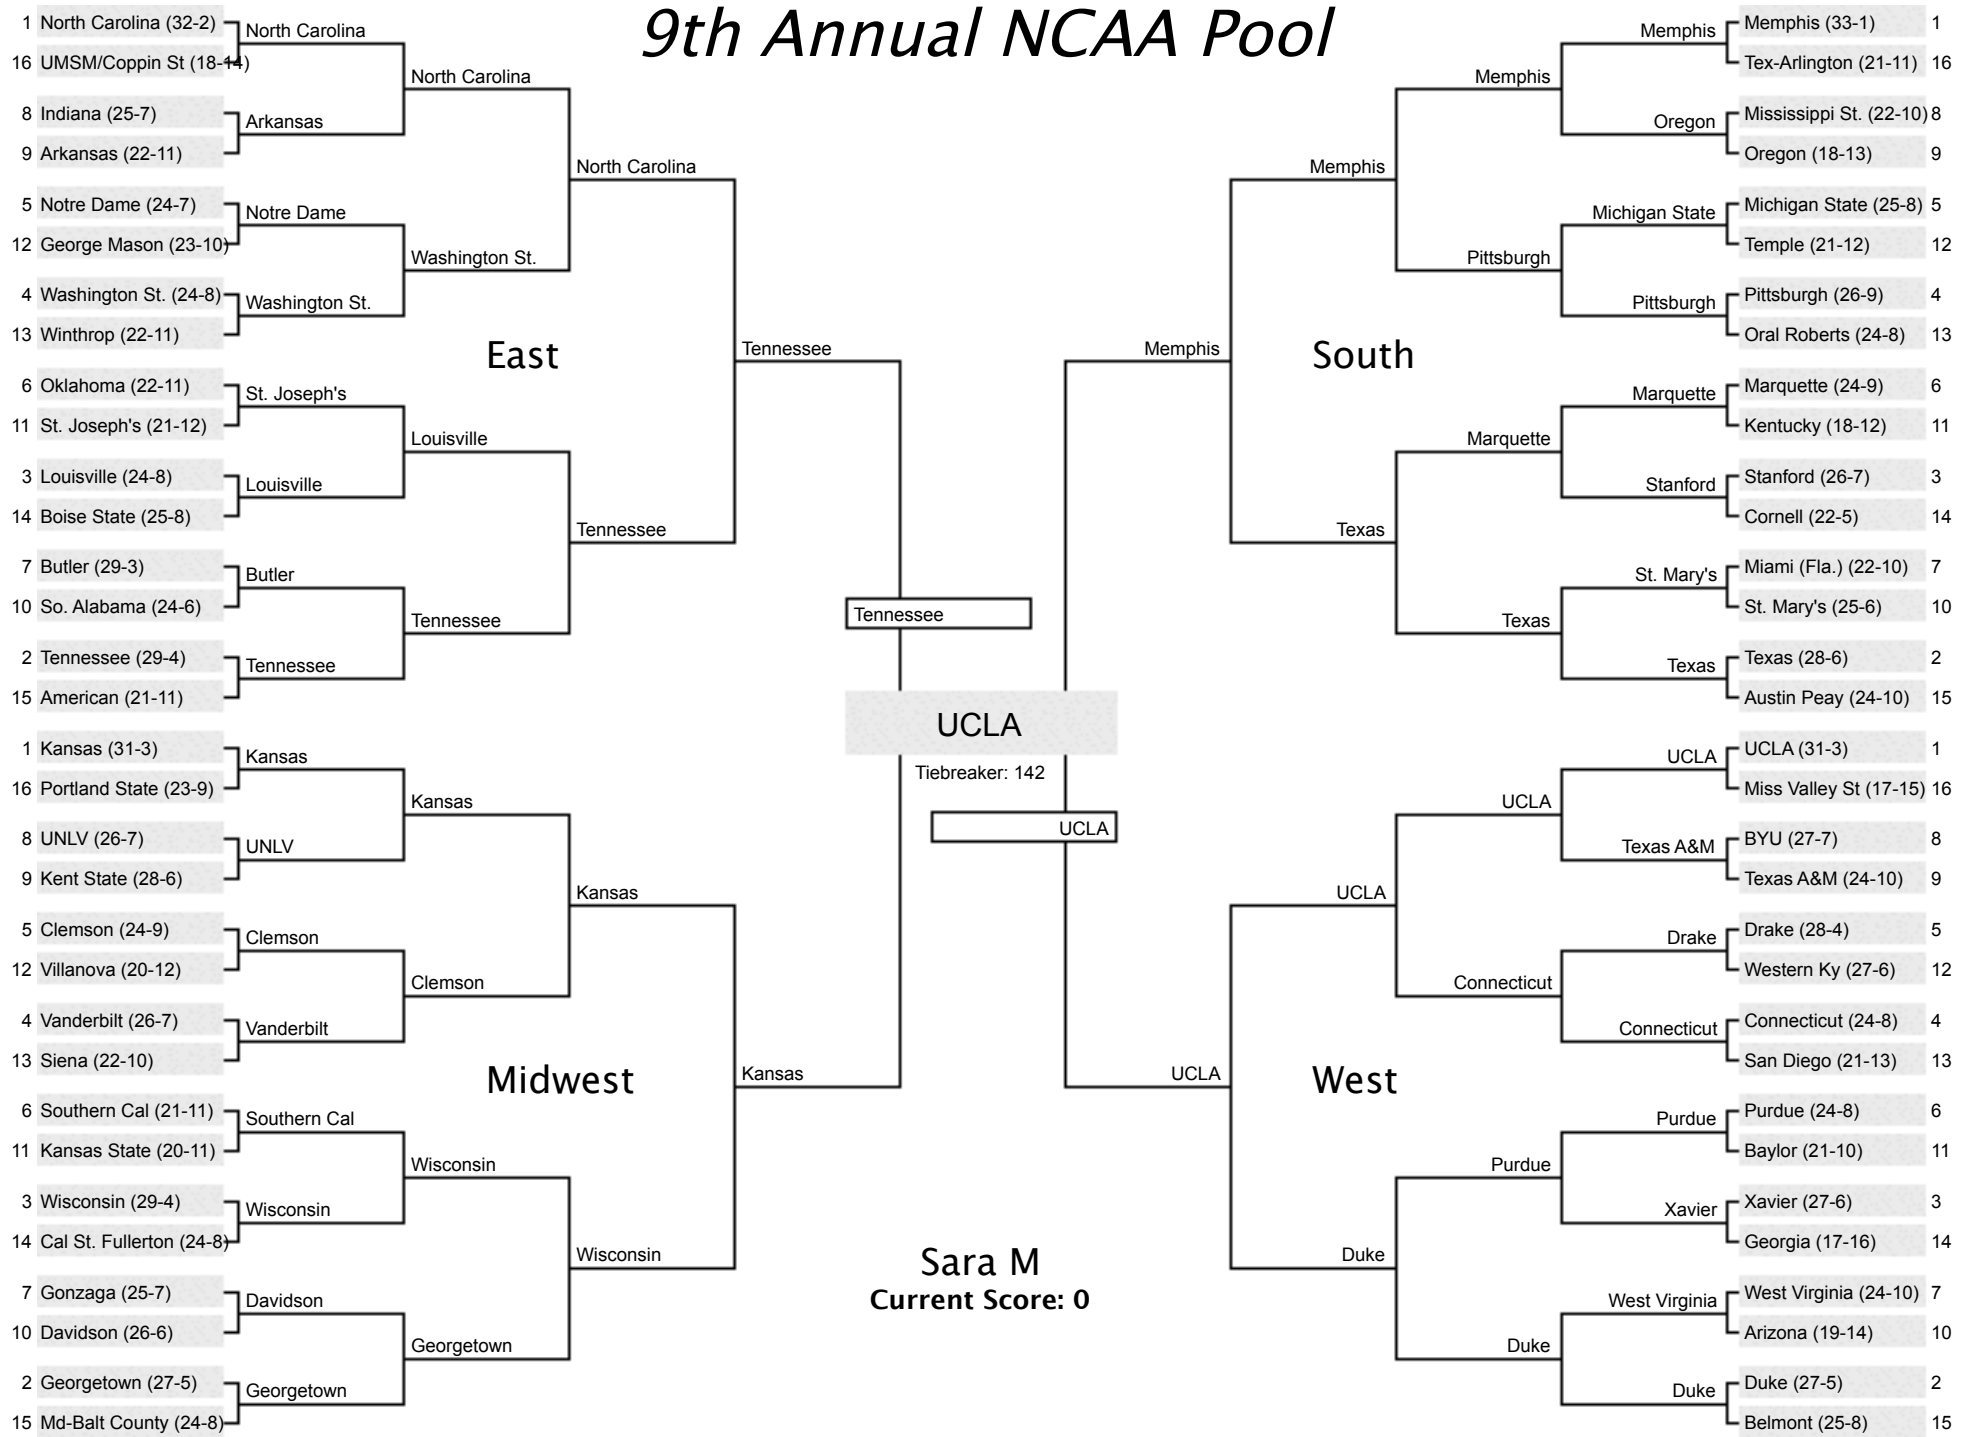 9th Annual NCAA Pool
1 North Carolina (32-2)
16 UMSM/Coppin St (18-14)
8 Indiana (25-7)
9 Arkansas (22-11)
5 Notre Dame (24-7)
12 George Mason (23-10)
4 Washington St. (24-8)
13 Winthrop (22-11)
6 Oklahoma (22-11)
11 St. Joseph's (21-12)
3 Louisville (24-8)
14 Boise State (25-8)
7 Butler (29-3)
10 So. Alabama (24-6)
2 Tennessee (29-4)
15 American (21-11)
North Carolina
Arkansas
Notre Dame
Washington St.
St. Joseph's
Louisville
Butler
Tennessee
North Carolina
Washington St.
Louisville
Tennessee
North Carolina
Tennessee
East
Tennessee
1 Kansas (31-3)
16 Portland State (23-9)
8 UNLV (26-7)
9 Kent State (28-6)
5 Clemson (24-9)
12 Villanova (20-12)
4 Vanderbilt (26-7)
13 Siena (22-10)
6 Southern Cal (21-11)
11 Kansas State (20-11)
3 Wisconsin (29-4)
14 Cal St. Fullerton (24-8)
7 Gonzaga (25-7)
10 Davidson (26-6)
2 Georgetown (27-5)
15 Md-Balt County (24-8)
Kansas
UNLV
Clemson
Vanderbilt
Southern Cal
Wisconsin
Davidson
Georgetown
Kansas
Clemson
Wisconsin
Georgetown
Kansas
Wisconsin
Midwest
Kansas
Tennessee
UCLA
Tiebreaker: 142
UCLA
Sara M
Current Score: 0
Memphis (33-1) 1
Tex-Arlington (21-11) 16
Mississippi St. (22-10) 8
Oregon (18-13) 9
Michigan State (25-8) 5
Temple (21-12) 12
Pittsburgh (26-9) 4
Oral Roberts (24-8) 13
Marquette (24-9) 6
Kentucky (18-12) 11
Stanford (26-7) 3
Cornell (22-5) 14
Miami (Fla.) (22-10) 7
St. Mary's (25-6) 10
Texas (28-6) 2
Austin Peay (24-10) 15
Memphis
Oregon
Michigan State
Pittsburgh
Marquette
Stanford
St. Mary's
Texas
Memphis
Pittsburgh
Marquette
Texas
Memphis
Texas
South
Memphis
UCLA (31-3) 1
Miss Valley St (17-15) 16
BYU (27-7) 8
Texas A&M (24-10) 9
Drake (28-4) 5
Western Ky (27-6) 12
Connecticut (24-8) 4
San Diego (21-13) 13
Purdue (24-8) 6
Baylor (21-10) 11
Xavier (27-6) 3
Georgia (17-16) 14
West Virginia (24-10) 7
Arizona (19-14) 10
Duke (27-5) 2
Belmont (25-8) 15
UCLA
Texas A&M
Drake
Connecticut
Purdue
Xavier
West Virginia
Duke
UCLA
Connecticut
Purdue
Duke
UCLA
Duke
West
UCLA